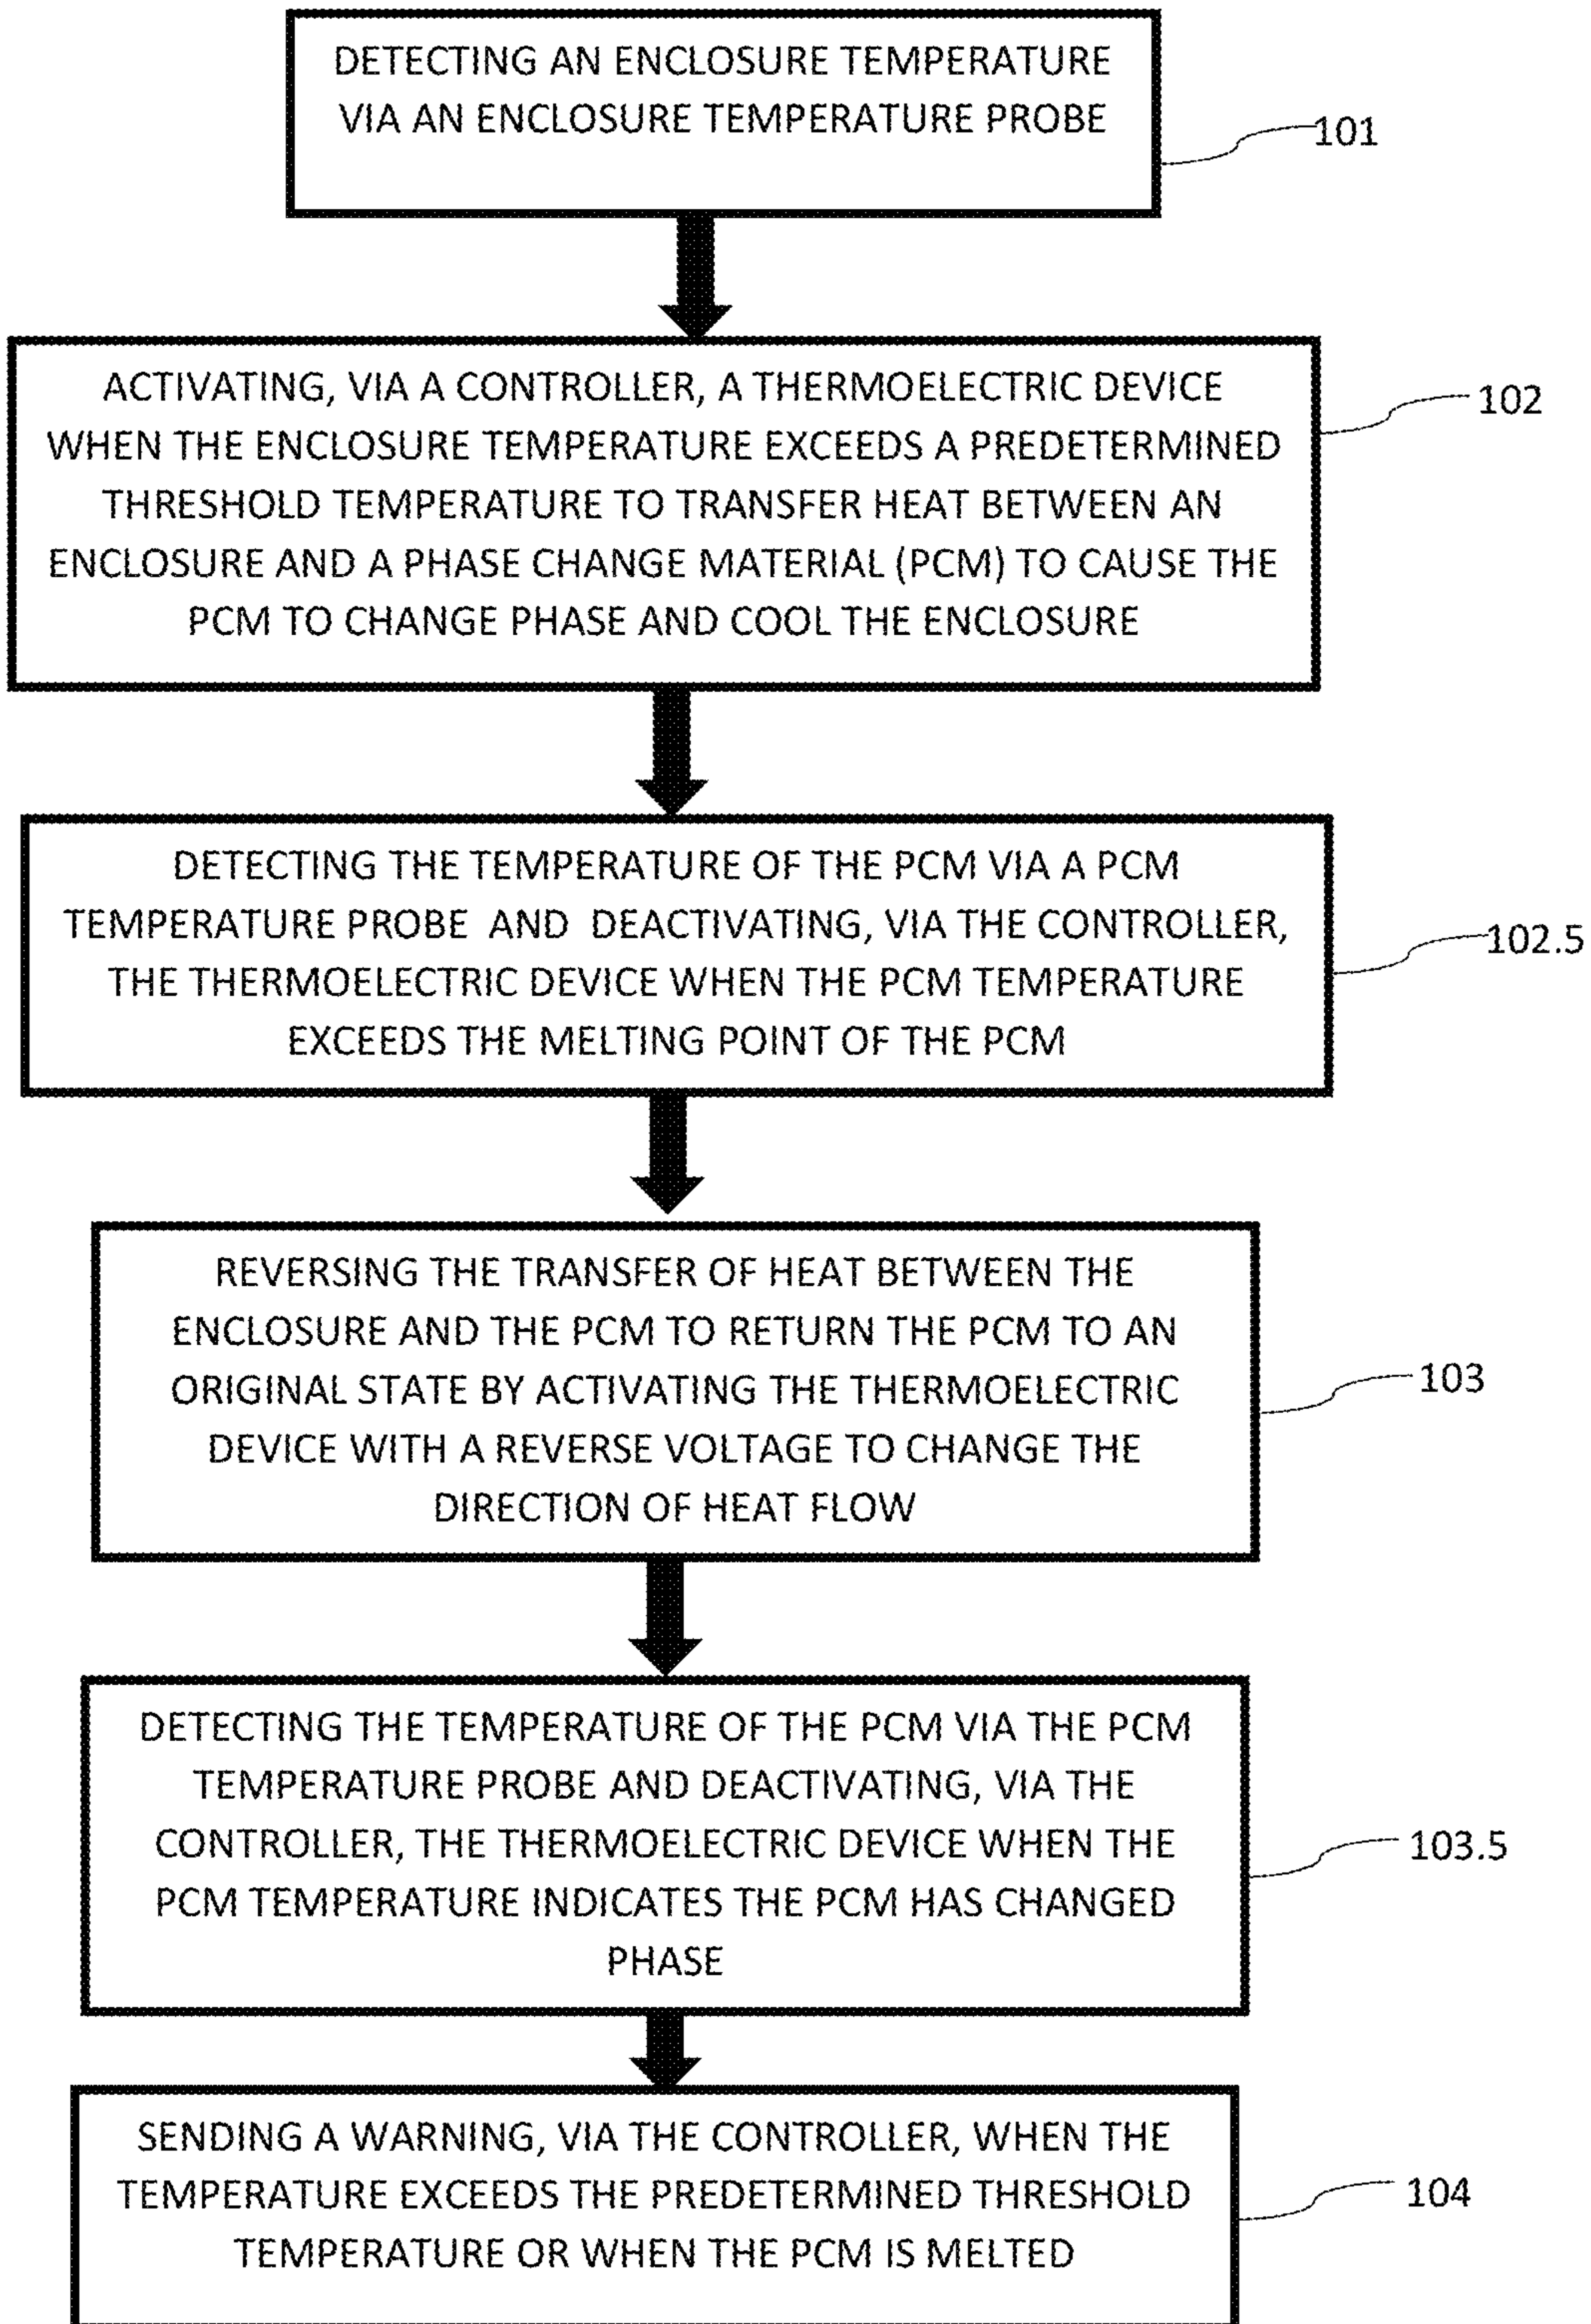 DETECTING AN ENCLOSURE TEMPERATURE
VIA AN ENCLOSURE TEMPERATURE PROBE
101
ACTIVATING, VIA A CONTROLLER, A THERMOELECTRIC DEVICE
WHEN THE ENCLOSURE TEMPERATURE EXCEEDS A PREDETERMINED
THRESHOLD TEMPERATURE TO TRANSFER HEAT BETWEEN AN
ENCLOSURE AND A PHASE CHANGE MATERIAL (PCM) TO CAUSE THE
PCM TO CHANGE PHASE AND COOL THE ENCLOSURE
102
DETECTING THE TEMPERATURE OF THE PCM VIA A PCM
TEMPERATURE PROBE AND DEACTIVATING, VIA THE CONTROLLER,
THE THERMOELECTRIC DEVICE WHEN THE PCM TEMPERATURE
EXCEEDS THE MELTING POINT OF THE PCM
102.5
REVERSING THE TRANSFER OF HEAT BETWEEN THE
ENCLOSURE AND THE PCM TO RETURN THE PCM TO AN
ORIGINAL STATE BY ACTIVATING THE THERMOELECTRIC
DEVICE WITH A REVERSE VOLTAGE TO CHANGE THE
DIRECTION OF HEAT FLOW
103
DETECTING THE TEMPERATURE OF THE PCM VIA THE PCM
TEMPERATURE PROBE AND DEACTIVATING, VIA THE
CONTROLLER, THE THERMOELECTRIC DEVICE WHEN THE
PCM TEMPERATURE INDICATES THE PCM HAS CHANGED
PHASE
103.5
SENDING A WARNING, VIA THE CONTROLLER, WHEN THE
TEMPERATURE EXCEEDS THE PREDETERMINED THRESHOLD
TEMPERATURE OR WHEN THE PCM IS MELTED
104